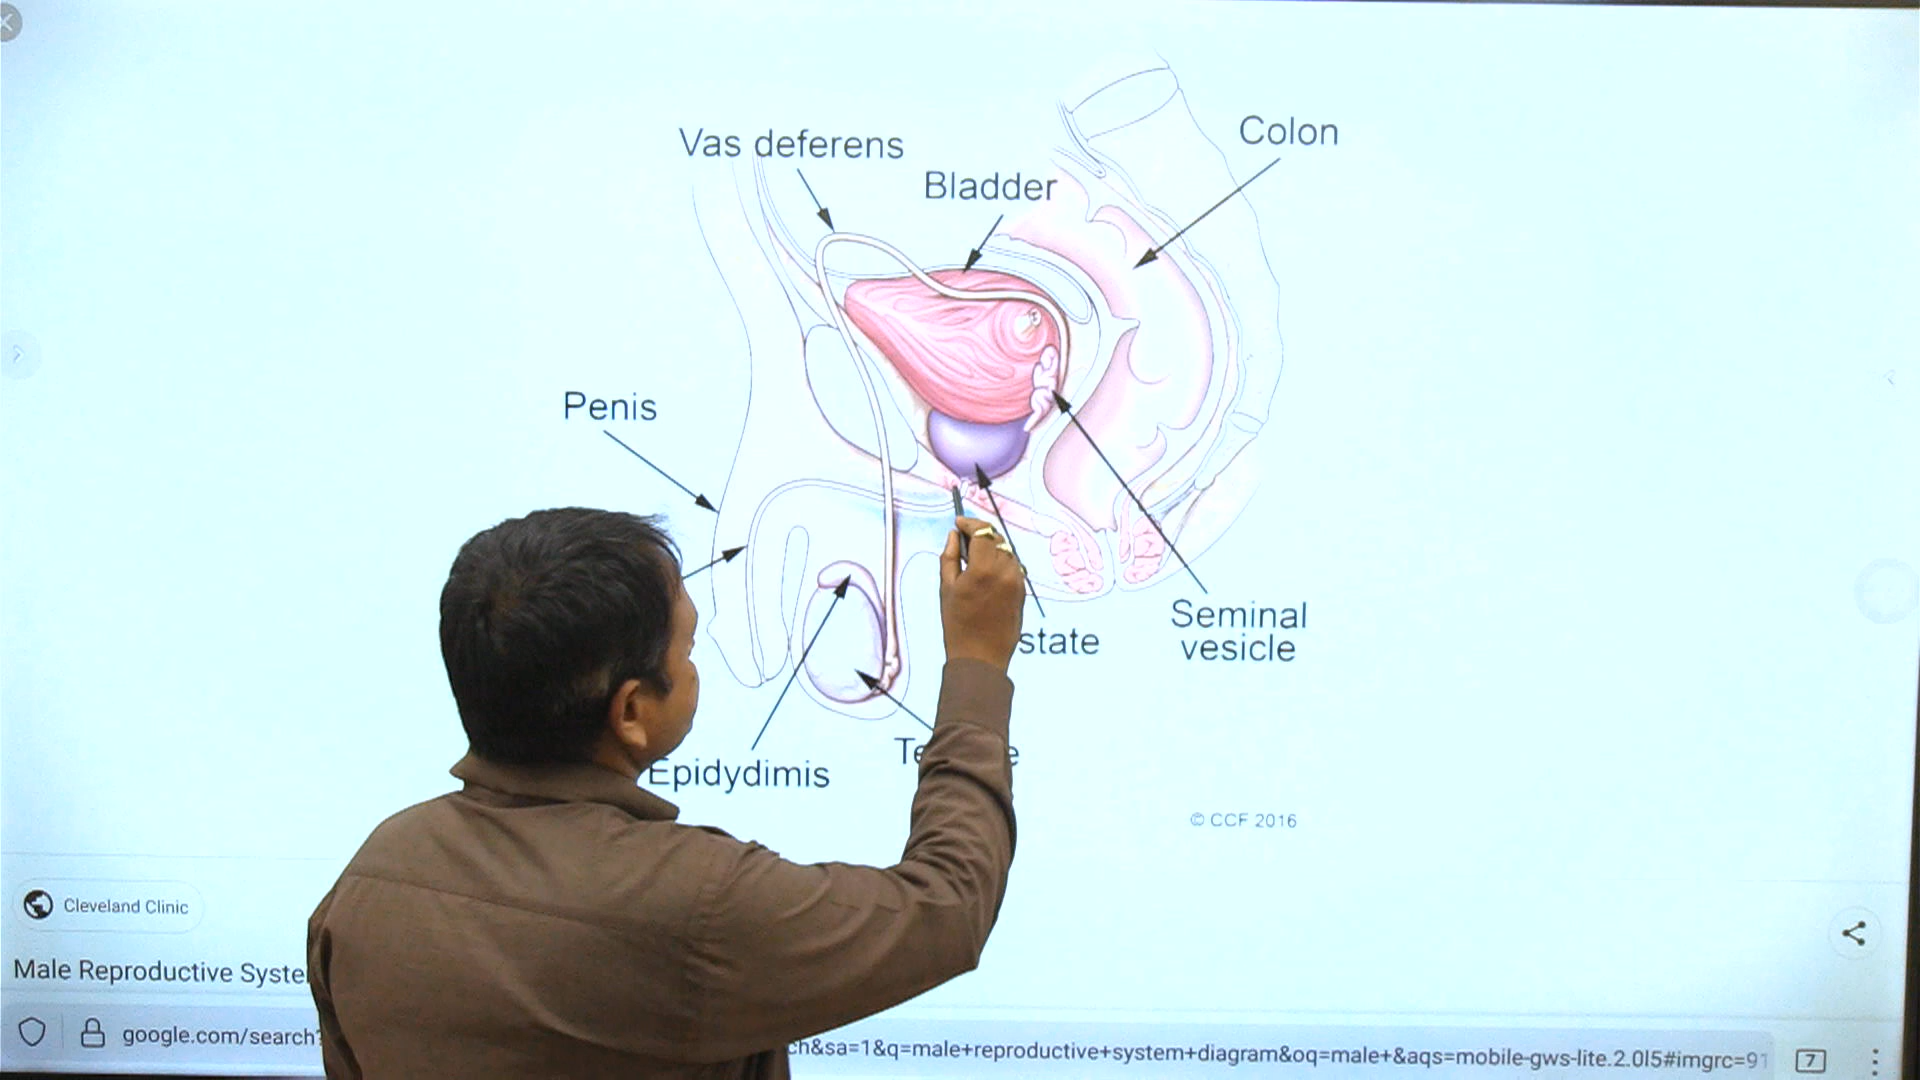 Colon
Vas deferens
Bladder
Penis
Seminal
vesicle
state
Epidydimis
© CCF 2016
Cleveland Clinic
Male Reproductive Syste
google.com/search?
ch&sa=1&q=male+reproductive+system+diagram&oq=male+&aqs=mobile-gws-lite.2.0l5#imgrc=91
7